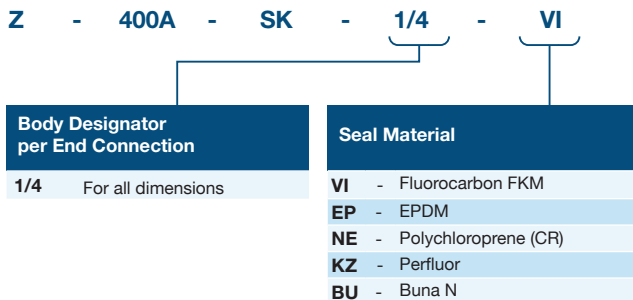 Z - 400A - SK - 1/4 - VI
Body Designator
per End Connection
1/4 For all dimensions
Seal Material
VI - Fluorocarbon FKM
EP - EPDM
NE - Polychloroprene (CR)
KZ - Perfluor
BU - Buna N